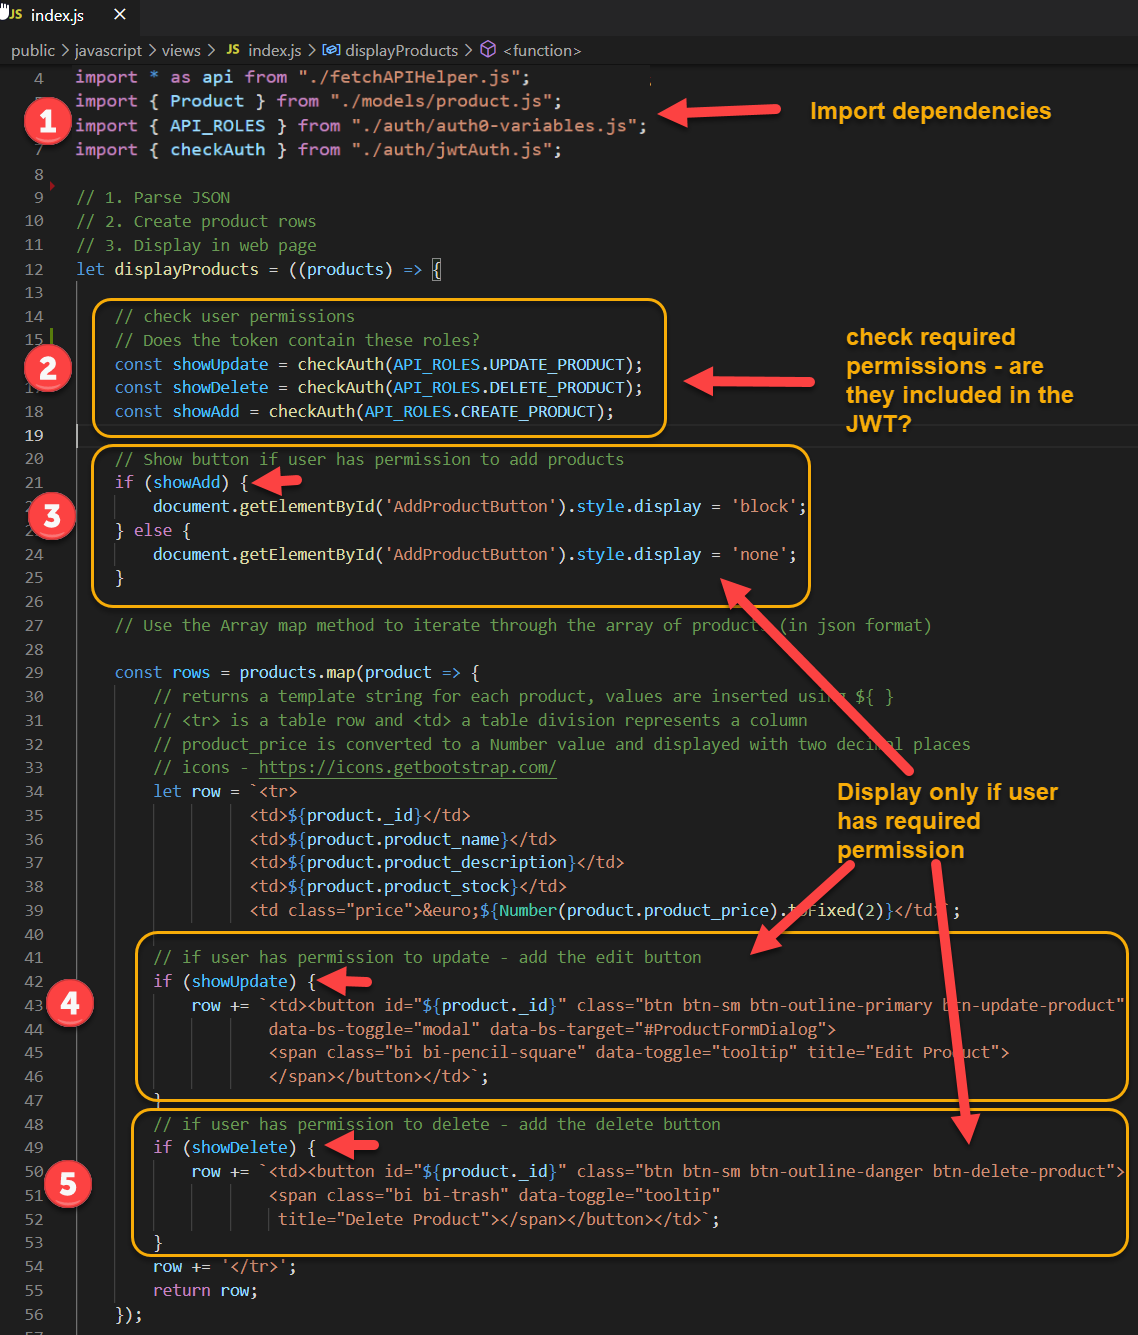 JS index.js ×
public > javascript > views > JS index.js > displayProducts > <function>
4 import * as api from "./fetchAPIHelper.js";
import { Product } from "./models/product.js";
1 import { API_ROLES } from "./auth/auth0-variables.js";
Import dependencies
7 import { checkAuth } from "./auth/jwtAuth.js";
8
9 // 1. Parse JSON
10 // 2. Create product rows
11 // 3. Display in web page
12 let displayProducts = ((products) => {
13
14 // check user permissions
15 // Does the token contain these roles?
2 const showUpdate = checkAuth(API_ROLES.UPDATE_PRODUCT);
const showDelete = checkAuth(API_ROLES.DELETE_PRODUCT);
18 const showAdd = checkAuth(API_ROLES.CREATE_PRODUCT);
check required
permissions - are
they included in the
JWT?
19
20 // Show button if user has permission to add products
21 if (showAdd) {
3 document.getElementById('AddProductButton').style.display = 'block';
} else {
24 document.getElementById('AddProductButton').style.display = 'none';
25 }
26
27 // Use the Array map method to iterate through the array of product (in json format)
28
29 const rows = products.map(product => {
30 // returns a template string for each product, values are inserted using ${ }
31 // <tr> is a table row and <td> a table division represents a column
32 // product_price is converted to a Number value and displayed with two decimal places
33 // icons - https://icons.getbootstrap.com/
34 let row = `<tr>
35 <td>${product._id}</td>
36 <td>${product.product_name}</td>
37 <td>${product.product_description}</td>
38 <td>${product.product_stock}</td>
39 <td class="price">&euro;${Number(product.product_price).toFixed(2)}</td>`;
Display only if user
has required
permission
40
41 // if user has permission to update - add the edit button
42 if (showUpdate) {
4
43 row += `<td><button id="${product._id}" class="btn btn-sm btn-outline-primary btn-update-product"
44 data-bs-toggle="modal" data-bs-target="#ProductFormDialog">
45 <span class="bi bi-pencil-square" data-toggle="tooltip" title="Edit Product">
46 </span></button></td>`;
47 }
48 // if user has permission to delete - add the delete button
49 if (showDelete) {
50 row += `<td><button id="${product._id}" class="btn btn-sm btn-outline-danger btn-delete-product">
5
51 <span class="bi bi-trash" data-toggle="tooltip"
52 title="Delete Product"></span></button></td>`;
53 }
54 row += '</tr>';
55 return row;
56 });